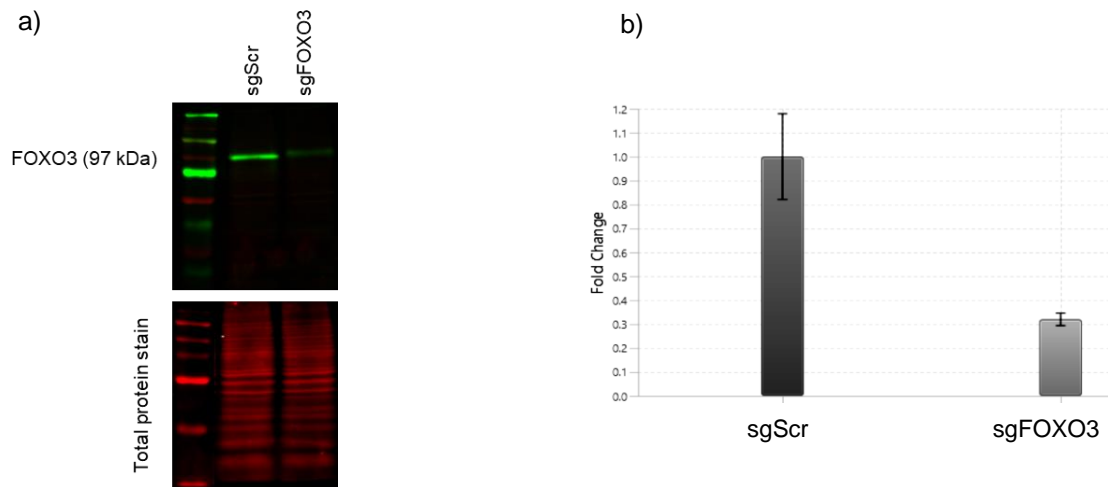 a)
sgScr
sgFOXO3
FOXO3 (97 kDa)
Total protein stain
b)
1.2
1.1
1.0
0.9
0.8
0.7
0.6
0.5
0.4
0.3
0.2
0.1
0.0
Fold Change
sgScr
sgFOXO3